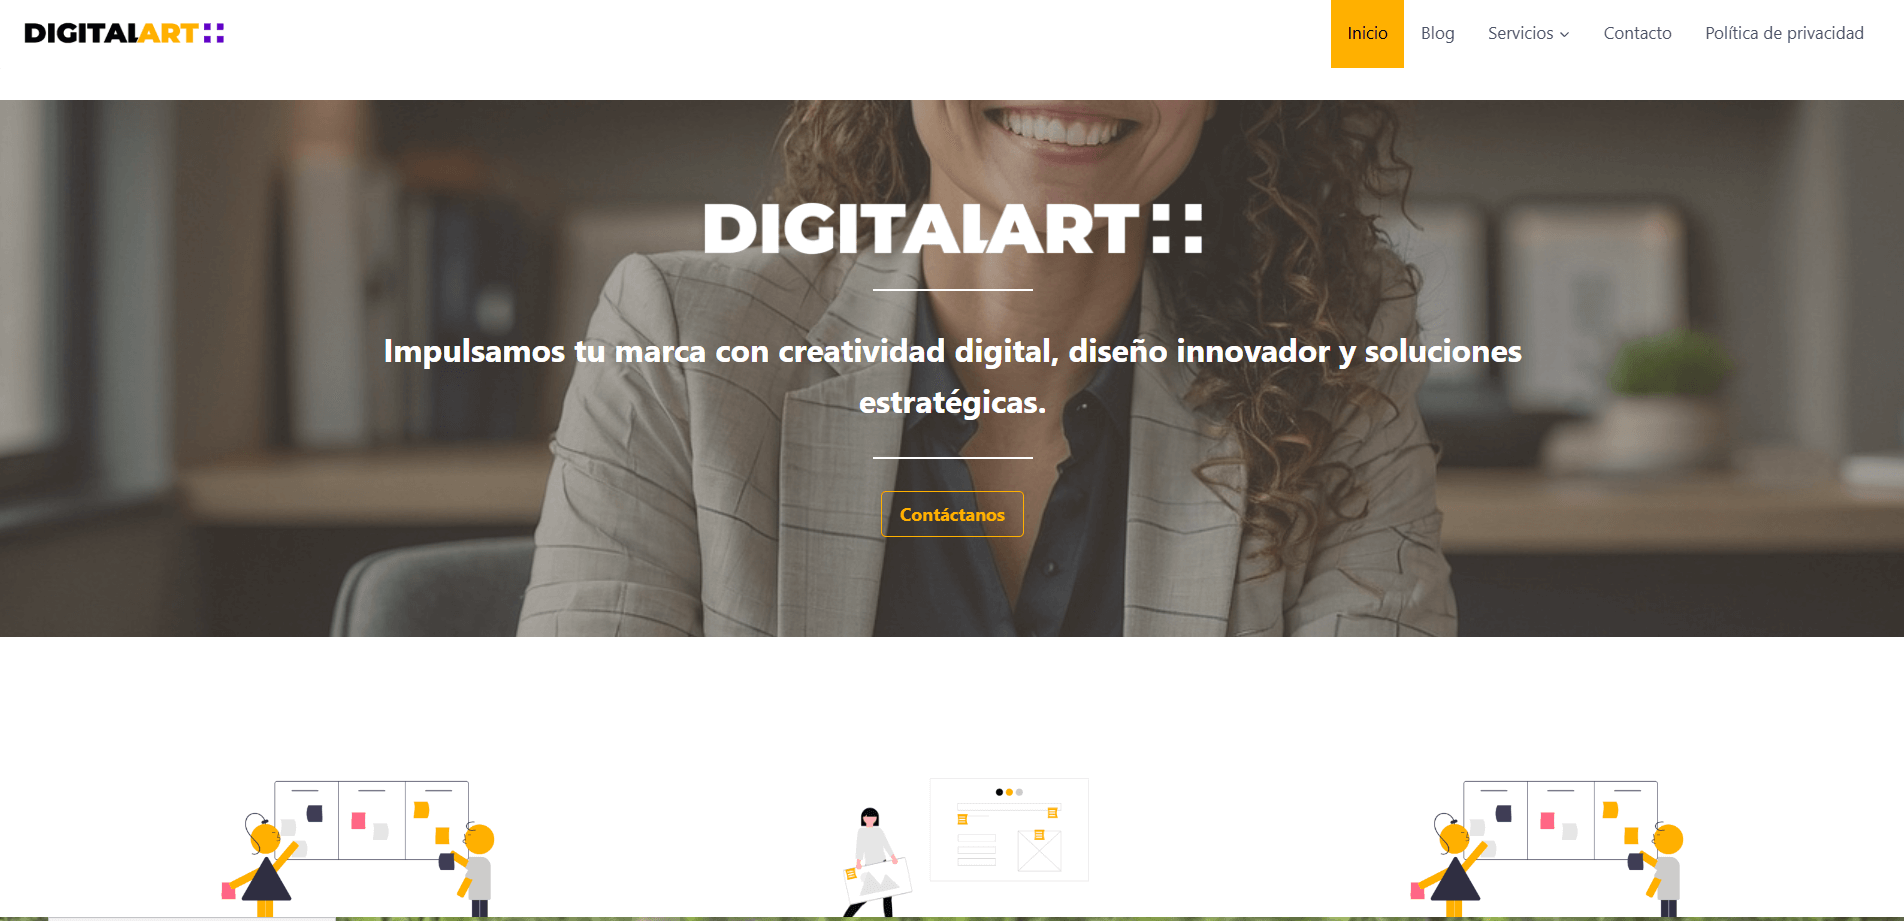 DIGITALART
Inicio
Blog
Servicios
Contacto
Política de privacidad
DIGITALART
Impulsamos tu marca con creatividad digital, diseño innovador y soluciones
estratégicas.
Contáctanos